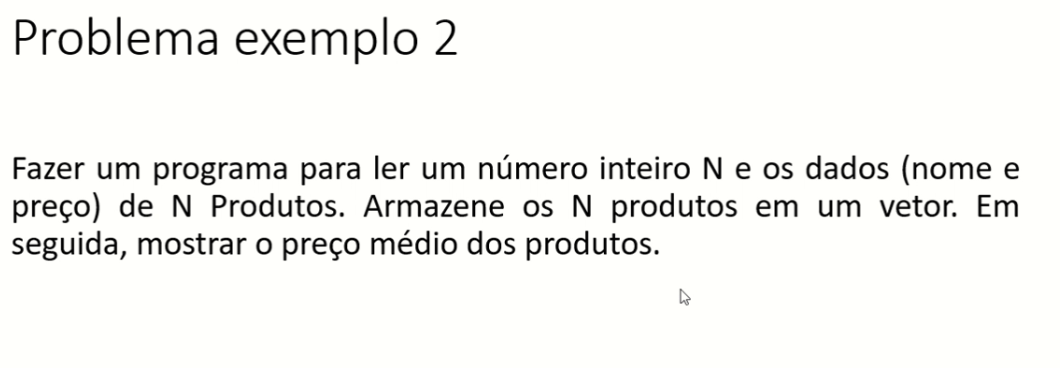 Problema exemplo 2
Fazer um programa para ler um número inteiro N e os dados (nome e
preço) de N Produtos. Armazene os N produtos em um vetor. Em
seguida, mostrar o preço médio dos produtos.